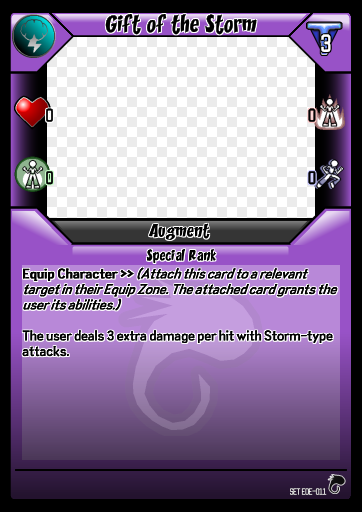 Gift of the Storm
3
0
0
0
0
Augment
Special Rank
Equip Character >> (Attach this card to a relevant
target in their Equip Zone. The attached card grants the
user its abilities.)
The user deals 3 extra damage per hit with Storm-type
attacks.
SET EDE-011